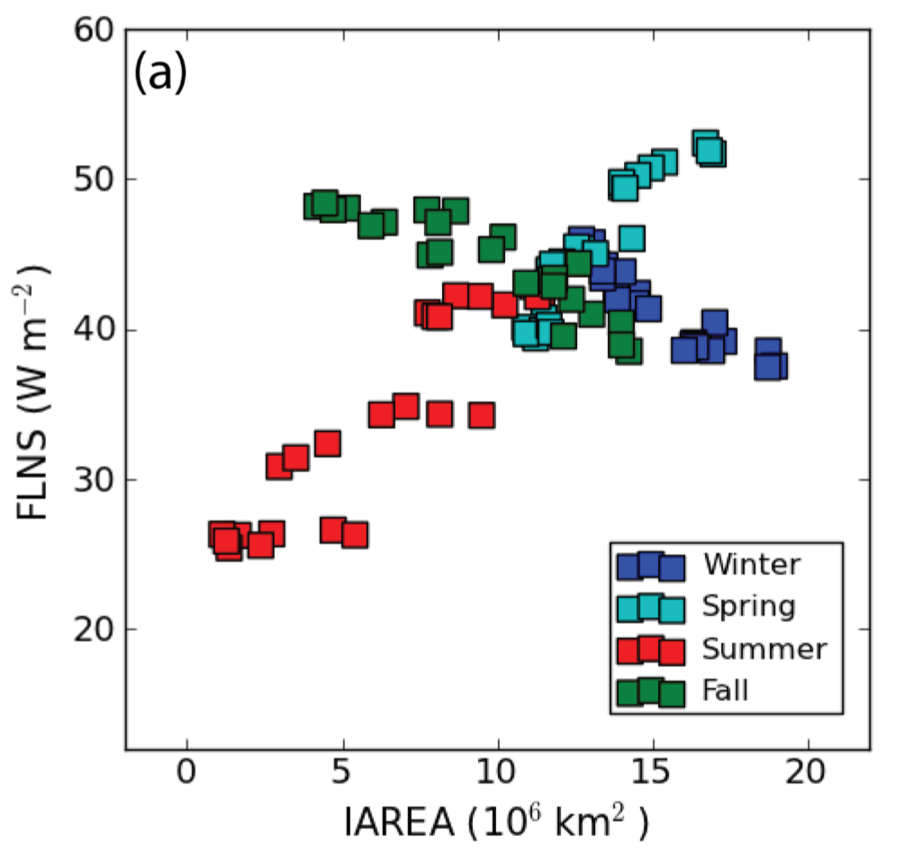 (a)
60
50
40
30
20
FLNS (W m⁻²)
0 5 10 15 20
IAREA (10⁶ km²)
Winter
Spring
Summer
Fall